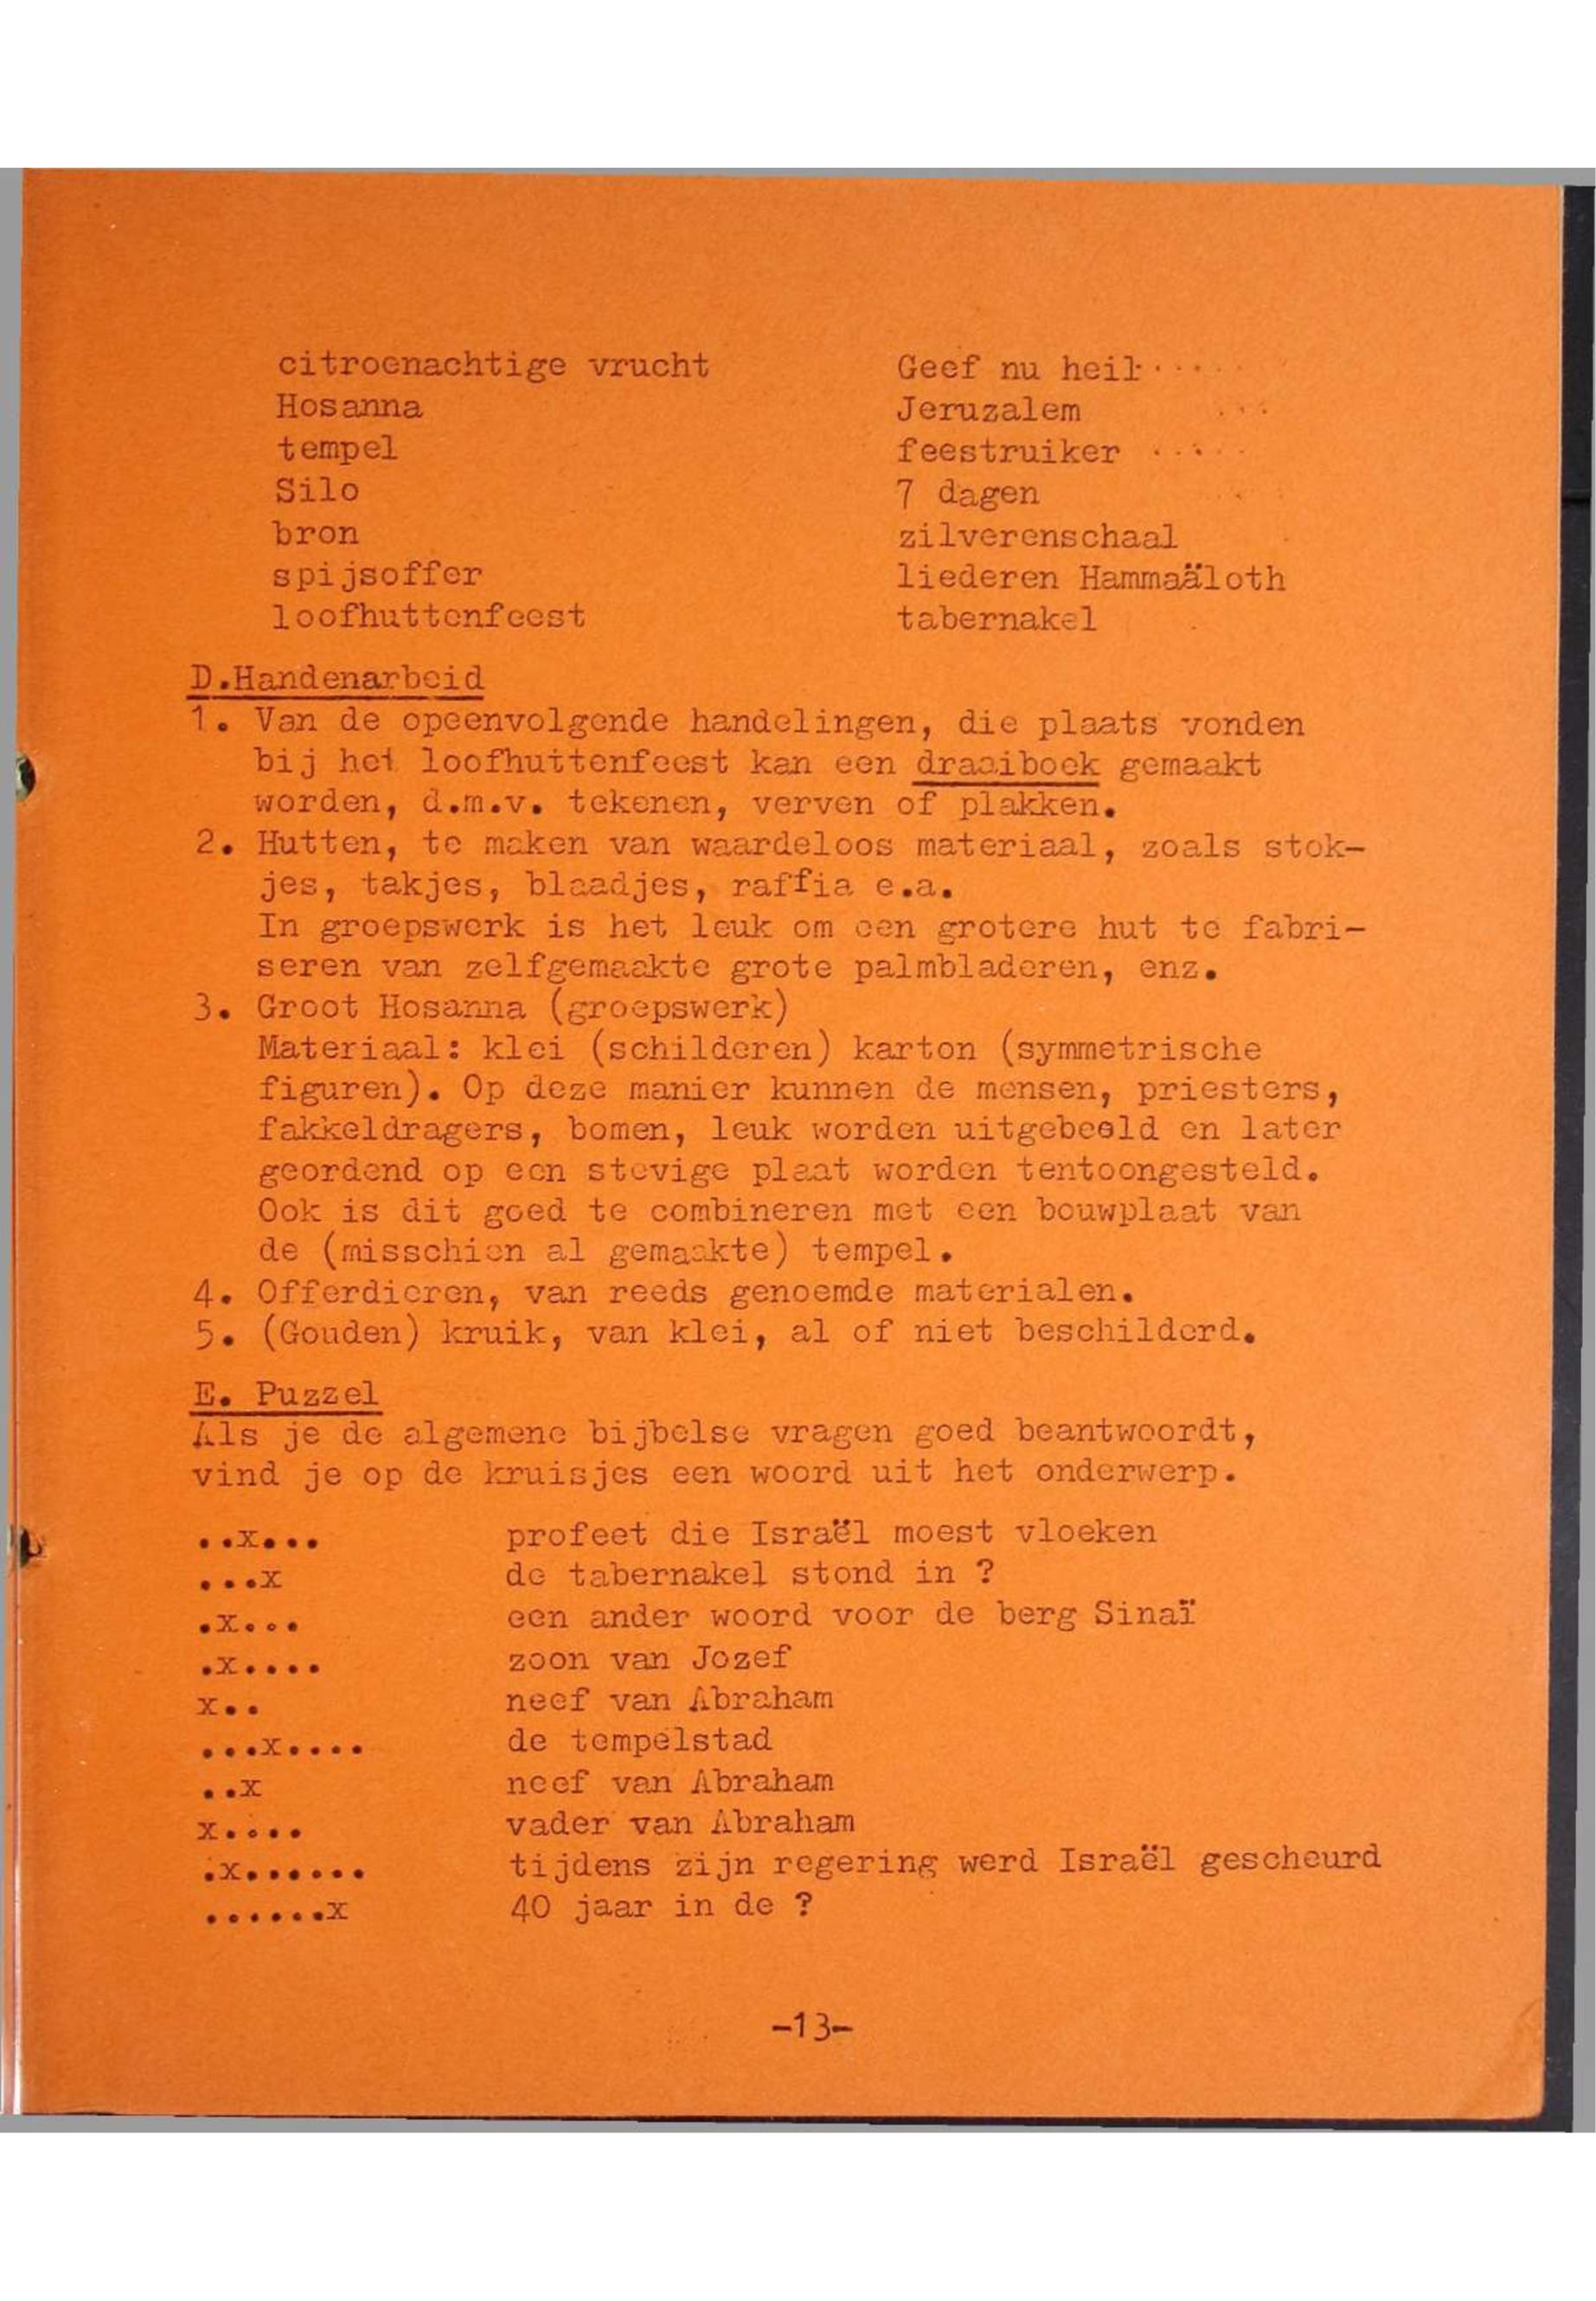 citroenachtige vrucht Geef nu heil
Hosanna Jeruzalem
tempel feestruiker
Silo 7 dagen
bron zilverenschaal
spijsoffer liederen Hammaäloth
loofhuttenfeest tabernakel
D.Handenarbeid
1. Van de opeenvolgende handelingen, die plaats vonden
bij het loofhuttenfeest kan een draaiboek gemaakt
worden, d.m.v. tekenen, verven of plakken.
2. Hutten, te maken van waardeloos materiaal, zoals stok-
jes, takjes, blaadjes, raffia e.a.
In groepswerk is het leuk om een grotere hut te fabri-
seren van zelfgemaakte grote palmbladeren, enz.
3. Groot Hosanna (groepswerk)
Materiaal: klei (schilderen) karton (symmetrische
figuren). Op deze manier kunnen de mensen, priesters,
fakkeldragers, bomen, leuk worden uitgebeeld en later
geordend op een stevige plaat worden tentoongesteld.
Ook is dit goed te combineren met een bouwplaat van
de (misschien al gemaakte) tempel.
4. Offerdieren, van reeds genoemde materialen.
5. (Gouden) kruik, van klei, al of niet beschilderd.
E. Puzzel
Als je de algemene bijbelse vragen goed beantwoordt,
vind je op de kruisjes een woord uit het onderwerp.
..x... profeet die Israël moest vloeken
...x de tabernakel stond in ?
.x... een ander woord voor de berg Sinaï
.x.... zoon van Jozef
x.. neef van Abraham
...x.... de tempelstad
..x neef van Abraham
x.... vader van Abraham
.x...... tijdens zijn regering werd Israël gescheurd
......x 40 jaar in de ?
-13-